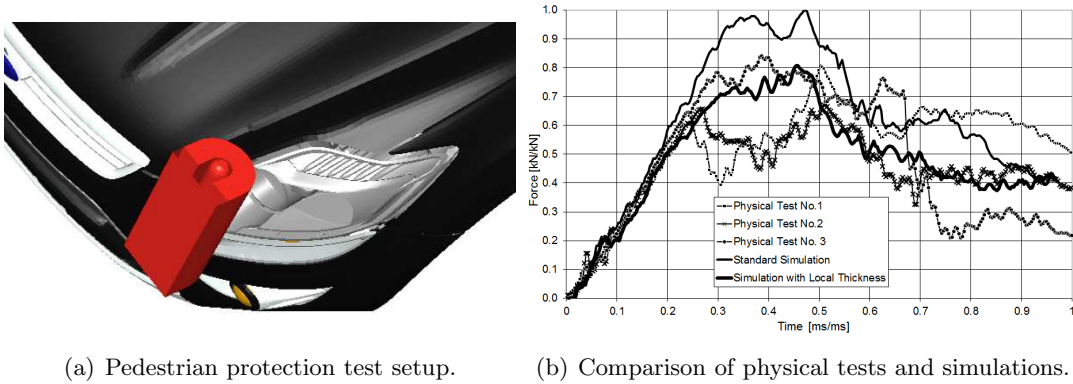 1.0
0.9
0.8
0.7
0.6
0.5
0.4
0.3
0.2
0.1
0.0
Force [kN/kN]
Physical Test No.1
Physical Test No.2
Physical Test No. 3
Standard Simulation
Simulation with Local Thickness
0 0.1 0.2 0.3 0.4 0.5 0.6 0.7 0.8 0.9 1
Time [ms/ms]
(a) Pedestrian protection test setup.
(b) Comparison of physical tests and simulations.